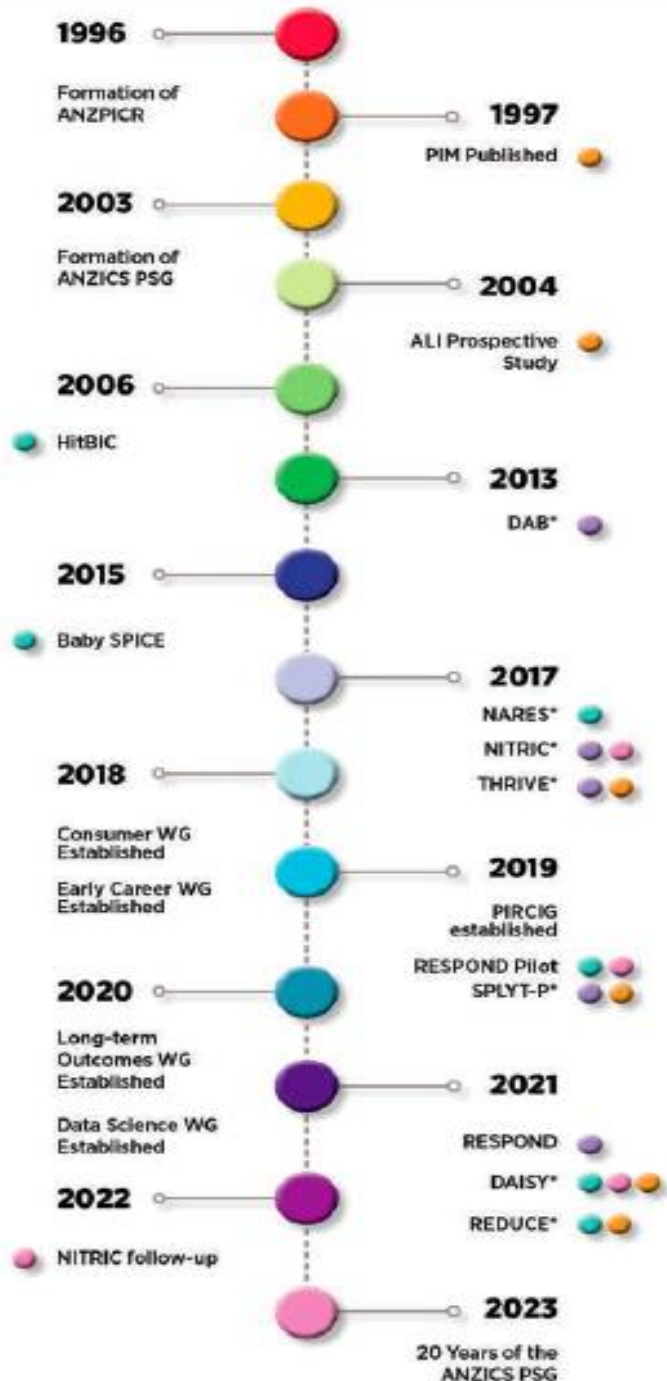 1996
Formation of
ANZPICR
1997
PIM Published
2003
Formation of
ANZICS PSG
2004
ALI Prospective
Study
2006
HitBIC
2013
DAB*
2015
Baby SPICE
2017
NARES*
NITRIC*
THRIVE*
2018
Consumer WG
Established
Early Career WG
Established
2019
PIRCIG
established
RESPOND Pilot
SPLYT-P*
2020
Long-term
Outcomes WG
Established
Data Science WG
Established
2021
RESPOND
DAISY*
REDUCE*
2022
NITRIC follow-up
2023
20 Years of the
ANZICS PSG